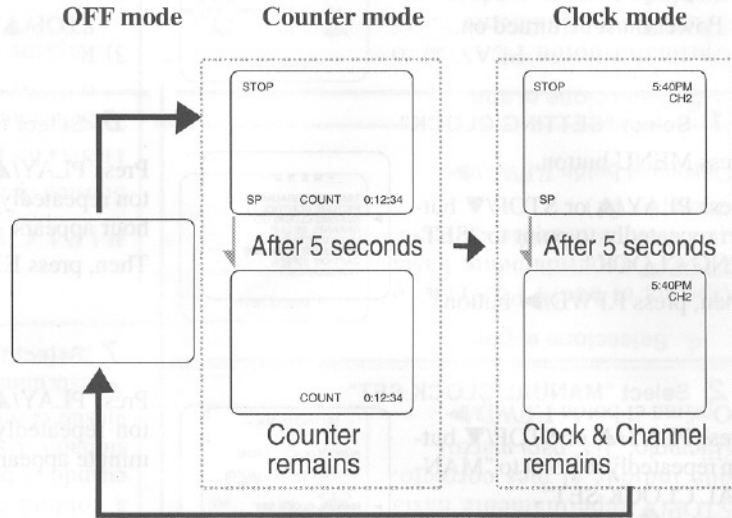 OFF mode
Counter mode
Clock mode
STOP
SP COUNT 0:12:34
After 5 seconds
COUNT 0:12:34
Counter
remains
STOP 5:40PM
CH2
After 5 seconds
5:40PM
CH2
Clock & Channel
remains